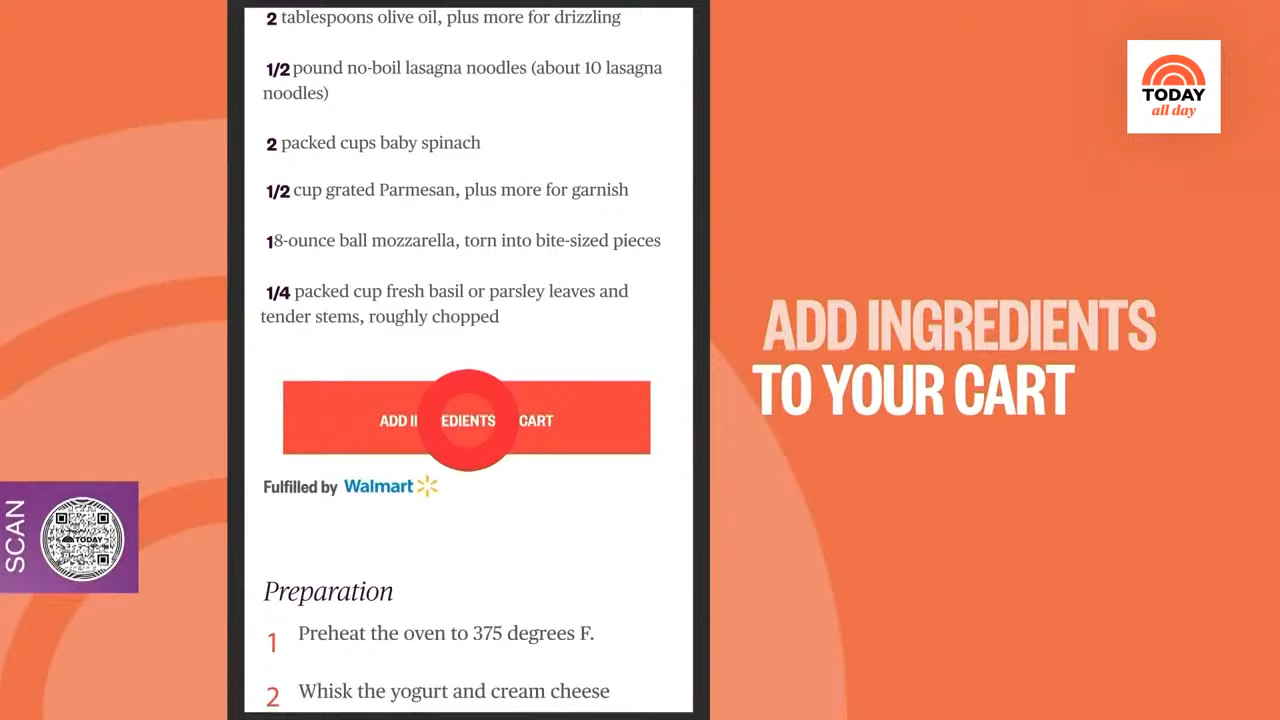 2 tablespoons olive oil, plus more for drizzling
1/2 pound no-boil lasagna noodles (about 10 lasagna
noodles)
2 packed cups baby spinach
1/2 cup grated Parmesan, plus more for garnish
18-ounce ball mozzarella, torn into bite-sized pieces
1/4 packed cup fresh basil or parsley leaves and
tender stems, roughly chopped
ADD I EDIENTS CART
Fulfilled by Walmart
Preparation
1 Preheat the oven to 375 degrees F.
2 Whisk the yogurt and cream cheese
ADD INGREDIENTS
TO YOUR CART
TODAY
all day
SCAN
TODAY